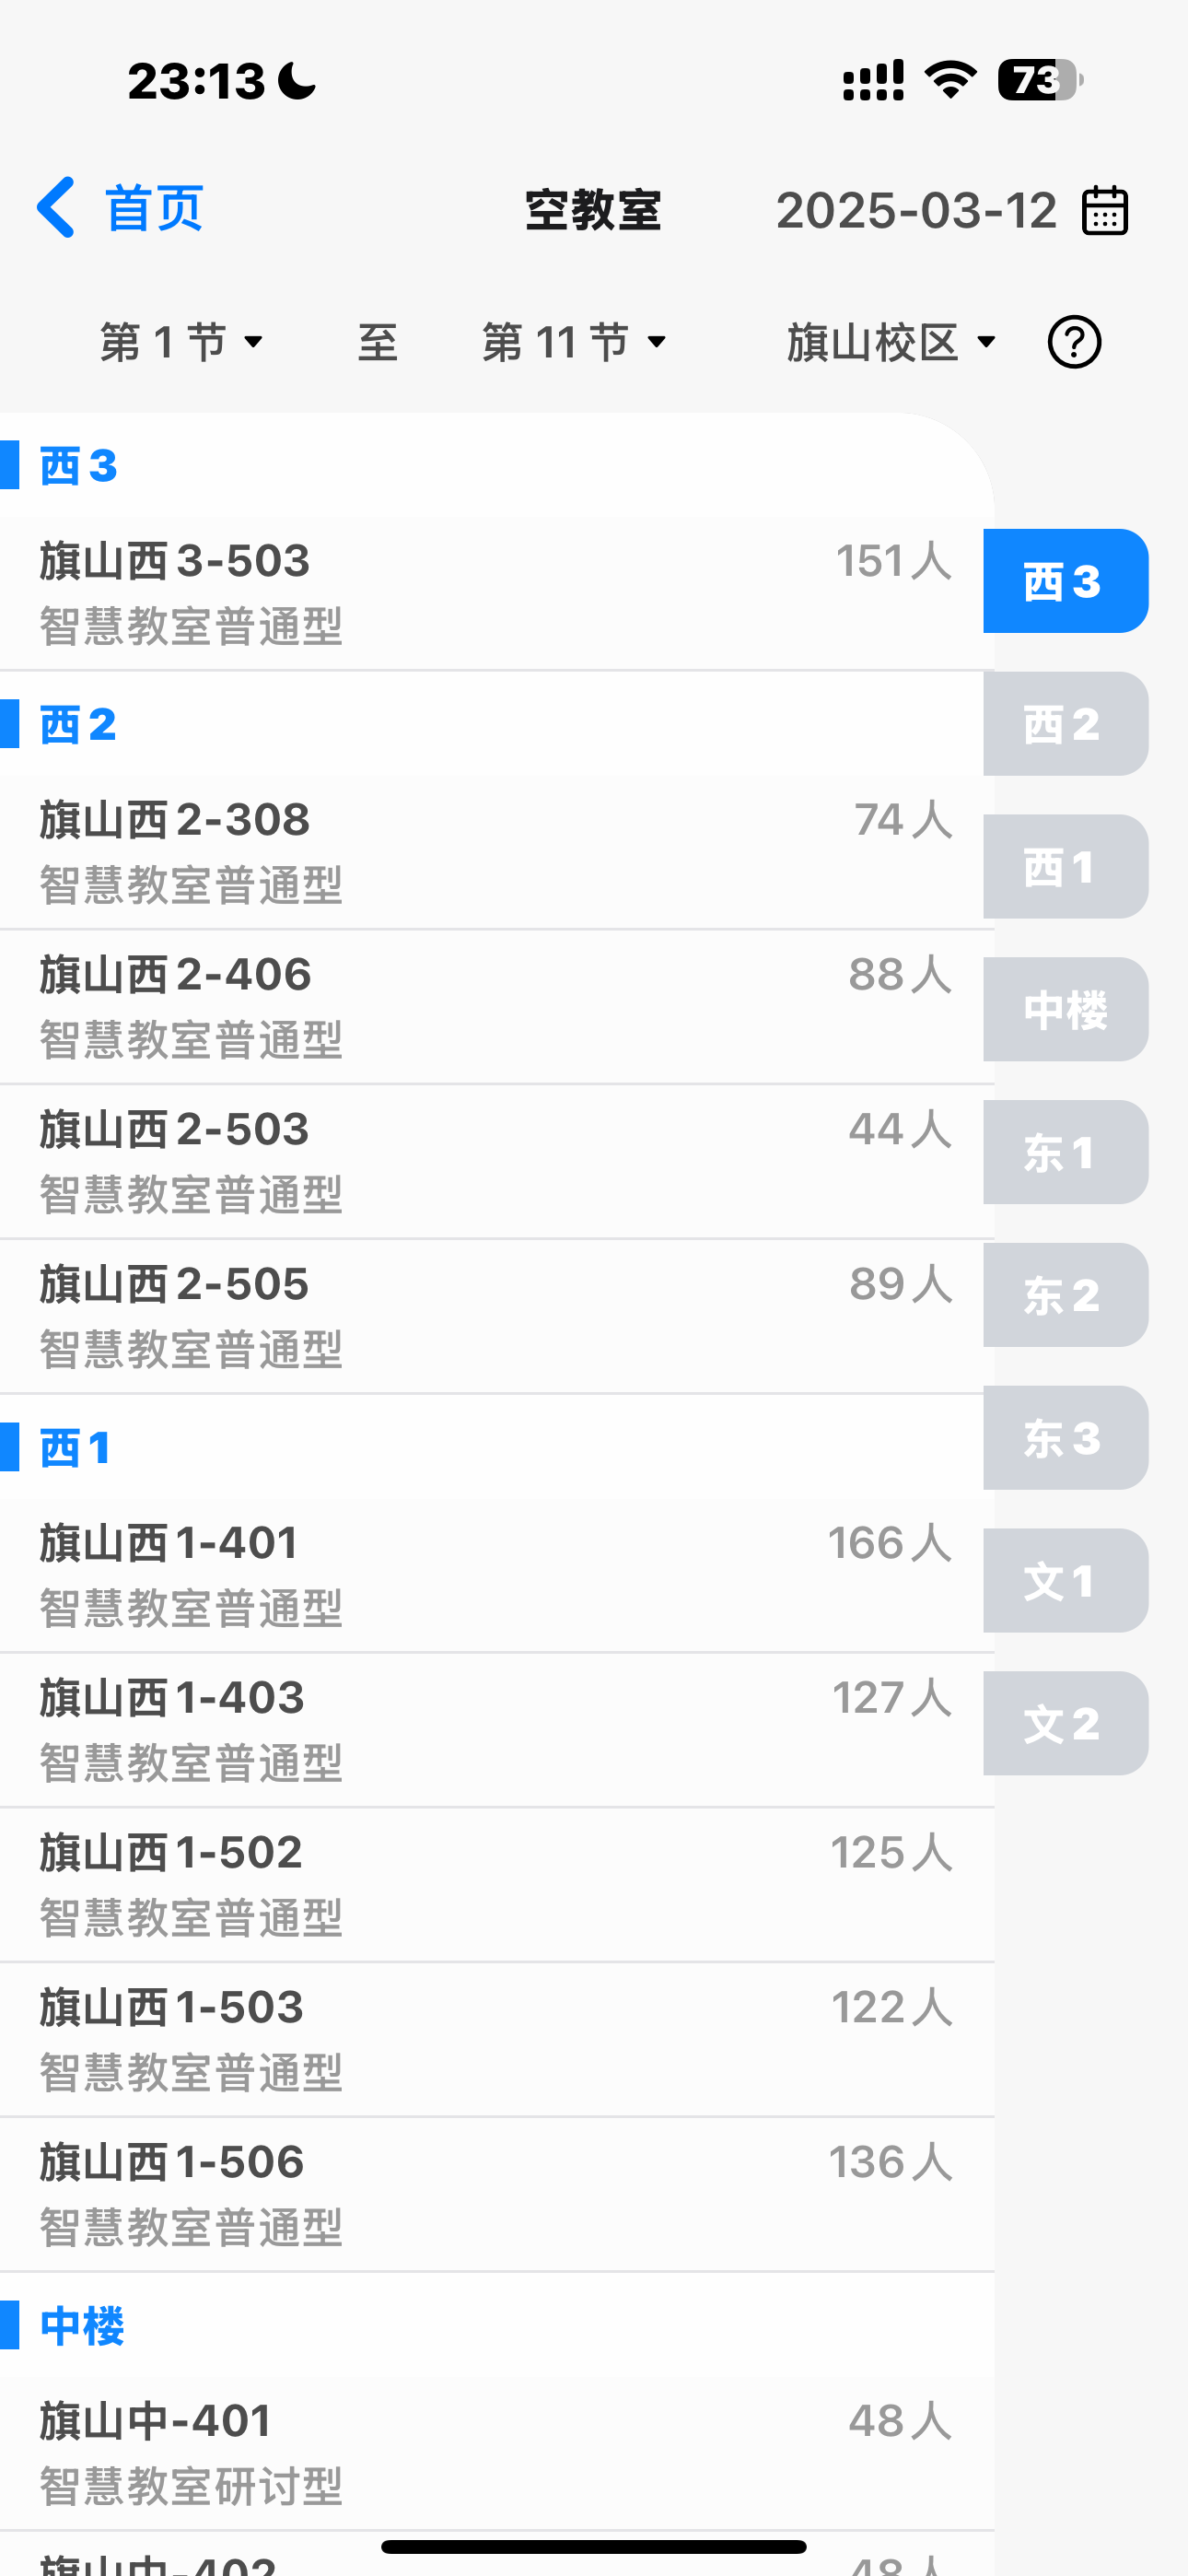 23:13
73
首页
空教室
2025-03-12
第 1 节 至 第 11 节 旗山校区
西3
旗山西3-503 151人
智慧教室普通型
西2
旗山西2-308 74人
智慧教室普通型
旗山西2-406 88人
智慧教室普通型
旗山西2-503 44人
智慧教室普通型
旗山西2-505 89人
智慧教室普通型
西1
旗山西1-401 166人
智慧教室普通型
旗山西1-403 127人
智慧教室普通型
旗山西1-502 125人
智慧教室普通型
旗山西1-503 122人
智慧教室普通型
旗山西1-506 136人
智慧教室普通型
中楼
旗山中-401 48人
智慧教室研讨型
旗山中-402 48人
西3
西2
西1
中楼
东1
东2
东3
文1
文2